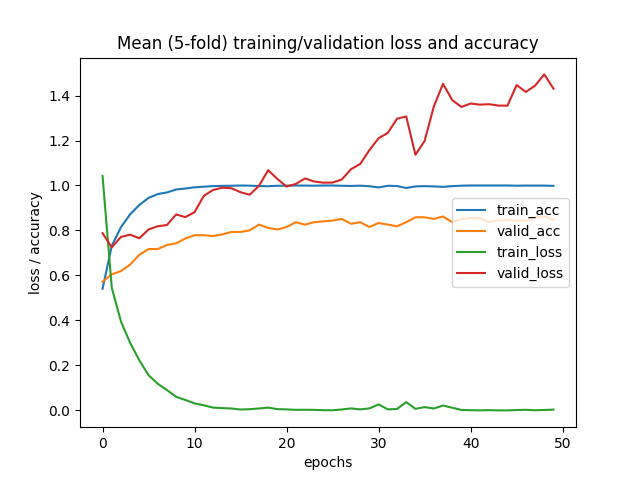 Mean (5-fold) training/validation loss and accuracy
loss / accuracy
1.4
1.2
1.0
0.8
0.6
0.4
0.2
0.0
train_acc
valid_acc
train_loss
valid_loss
0 10 20 30 40 50
epochs